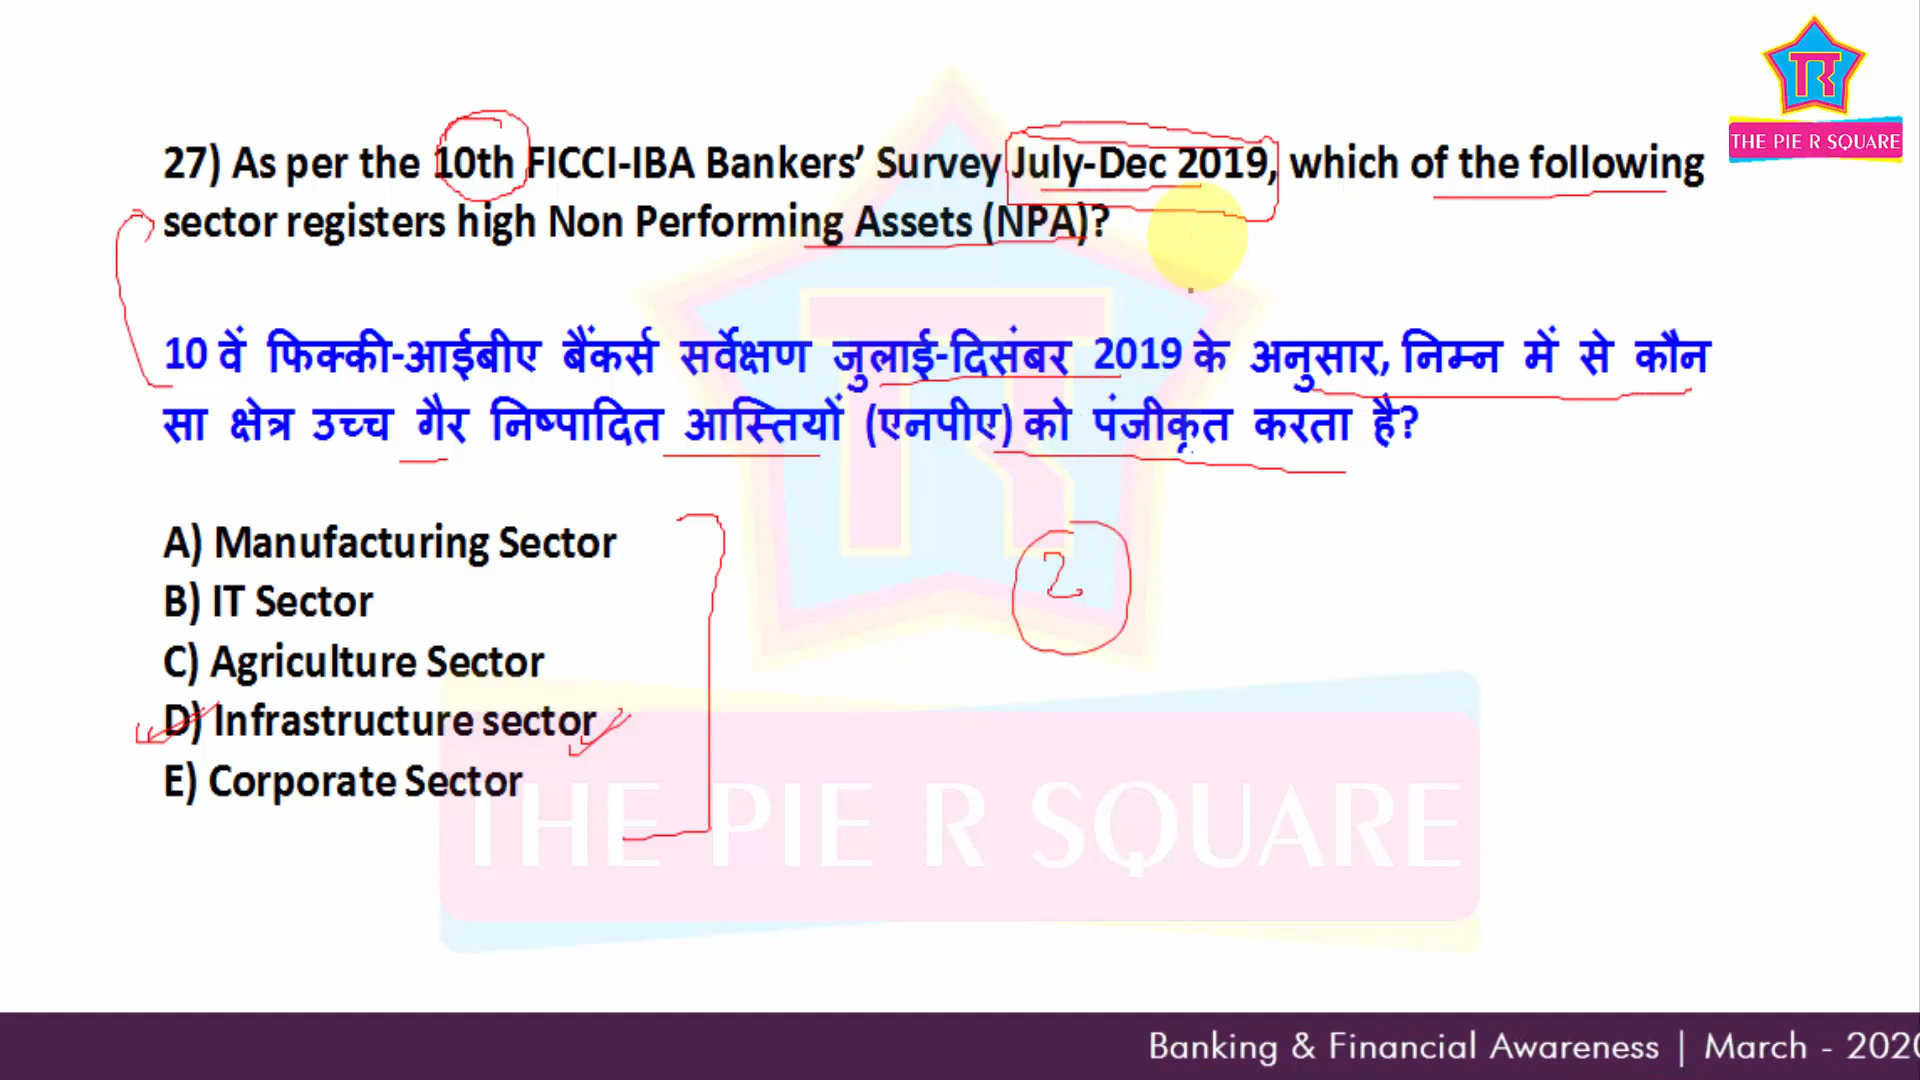 THE PIE R SQUARE
27) As per the 10th FICCI-IBA Bankers’ Survey July-Dec 2019, which of the following
sector registers high Non Performing Assets (NPA)?
10 वें फिक्की-आईबीए बैंकर्स सर्वेक्षण जुलाई-दिसंबर 2019 के अनुसार, निम्न में से कौन
सा क्षेत्र उच्च गैर निष्पादित आस्तियों (एनपीए) को पंजीकृत करता है?
A) Manufacturing Sector
B) IT Sector
C) Agriculture Sector
D) Infrastructure sector
E) Corporate Sector
2
THE PIE R SQUARE
Banking & Financial Awareness | March - 2020